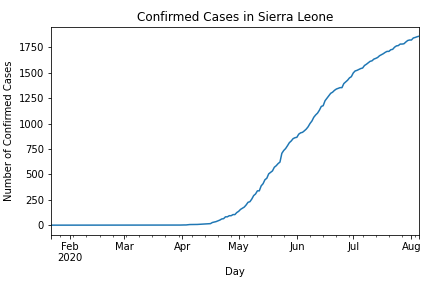 Confirmed Cases in Sierra Leone
Number of Confirmed Cases
1750
1500
1250
1000
750
500
250
0
Feb Mar Apr May Jun Jul Aug
2020
Day